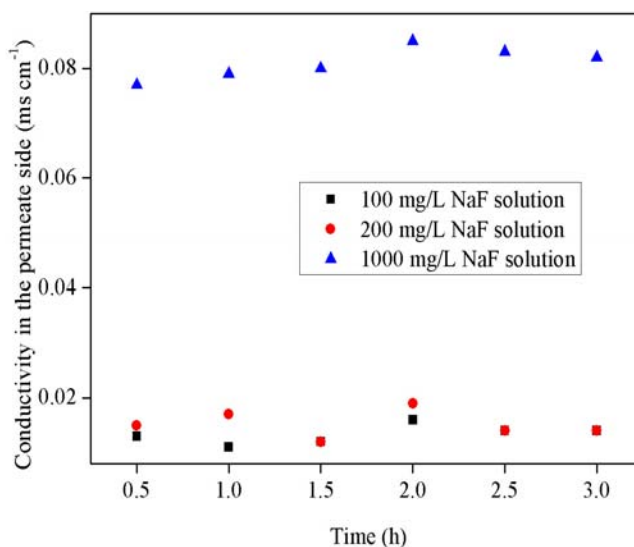 Conductivity in the permeate side (ms cm⁻¹)
0.08
0.06
0.04
0.02
100 mg/L NaF solution
200 mg/L NaF solution
1000 mg/L NaF solution
0.5 1.0 1.5 2.0 2.5 3.0
Time (h)